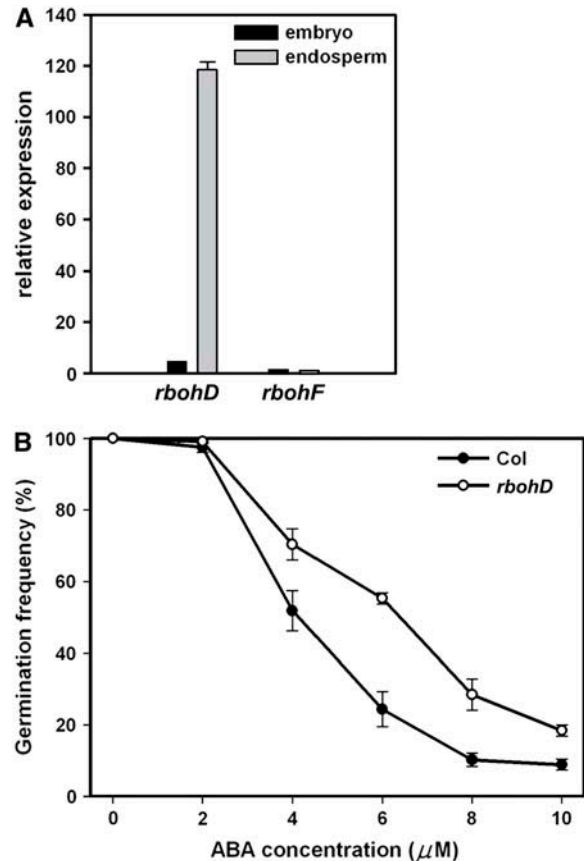 A
140
120
100
80
60
40
20
0
relative expression
embryo
endosperm
rbohD rbohF
B
100
80
60
40
20
0
Germination frequency (%)
Col
rbohD
0 2 4 6 8 10
ABA concentration (μM)